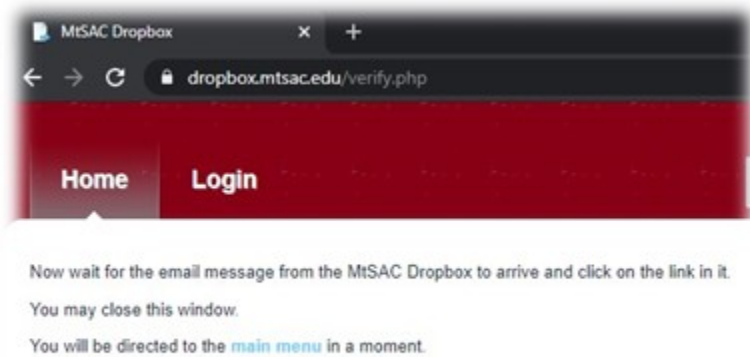 MtSAC Dropbox
dropbox.mtsac.edu/verify.php
Home Login
Now wait for the email message from the MtSAC Dropbox to arrive and click on the link in it.
You may close this window.
You will be directed to the main menu in a moment.